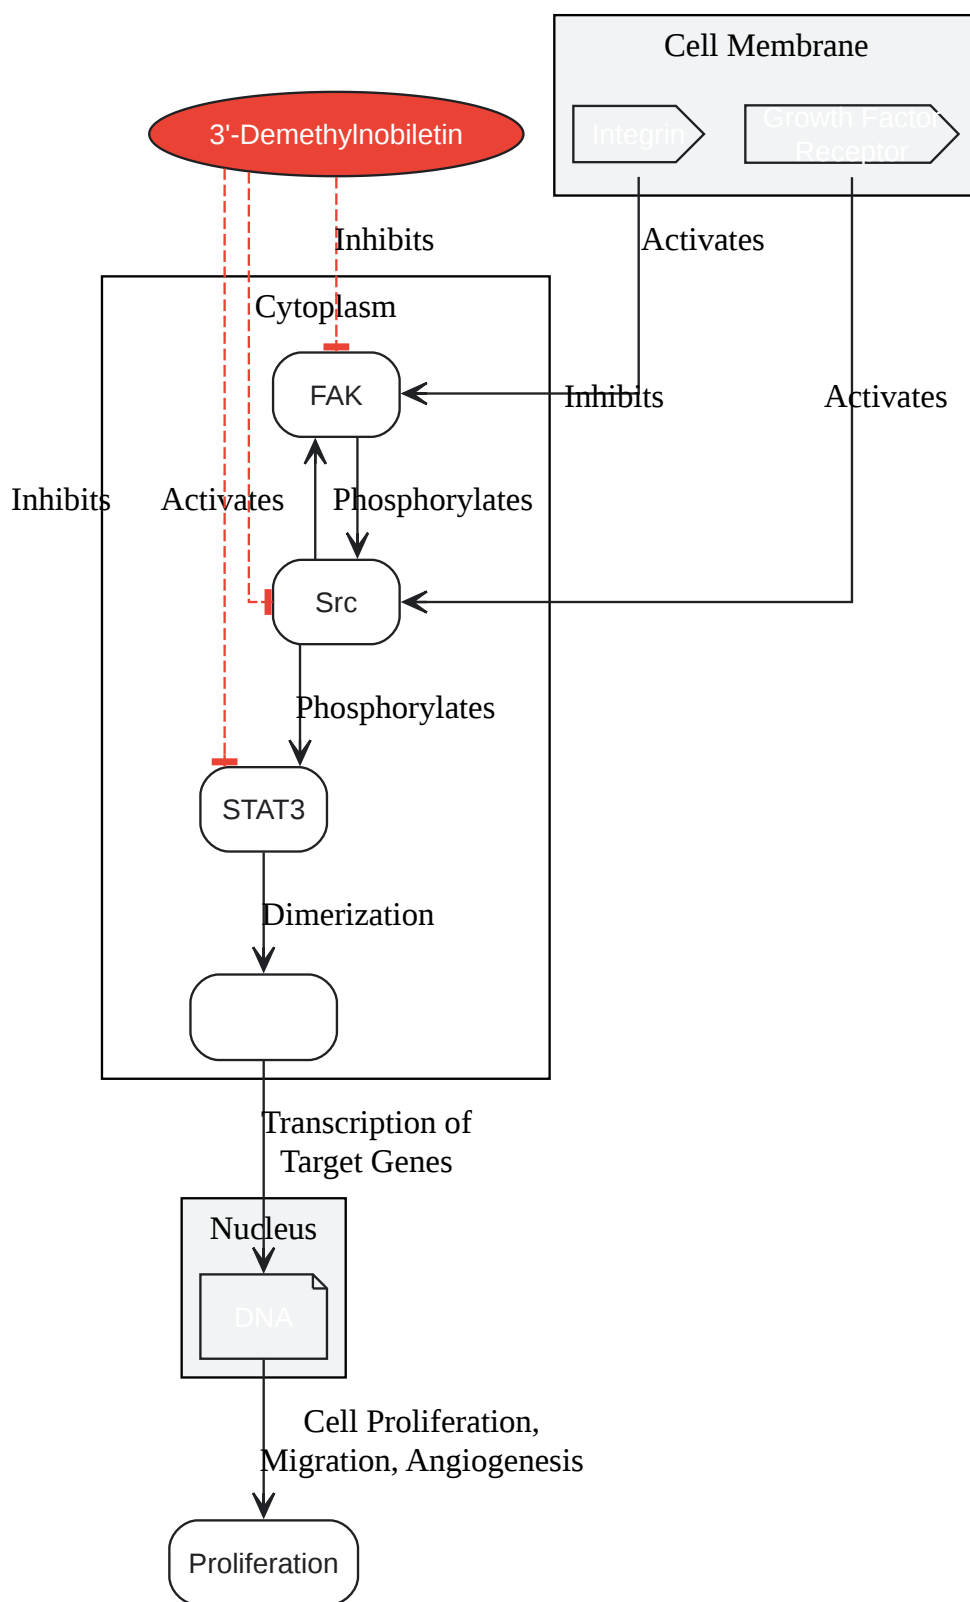 Cell Membrane
3'-Demethylnobiletin
Integrin
Growth Factor
Receptor
Inhibits
Activates
Cytoplasm
FAK
Inhibits
Activates
Inhibits
Activates
Phosphorylates
Src
Phosphorylates
STAT3
Dimerization
Transcription of
Target Genes
Nucleus
DNA
Cell Proliferation,
Migration, Angiogenesis
Proliferation